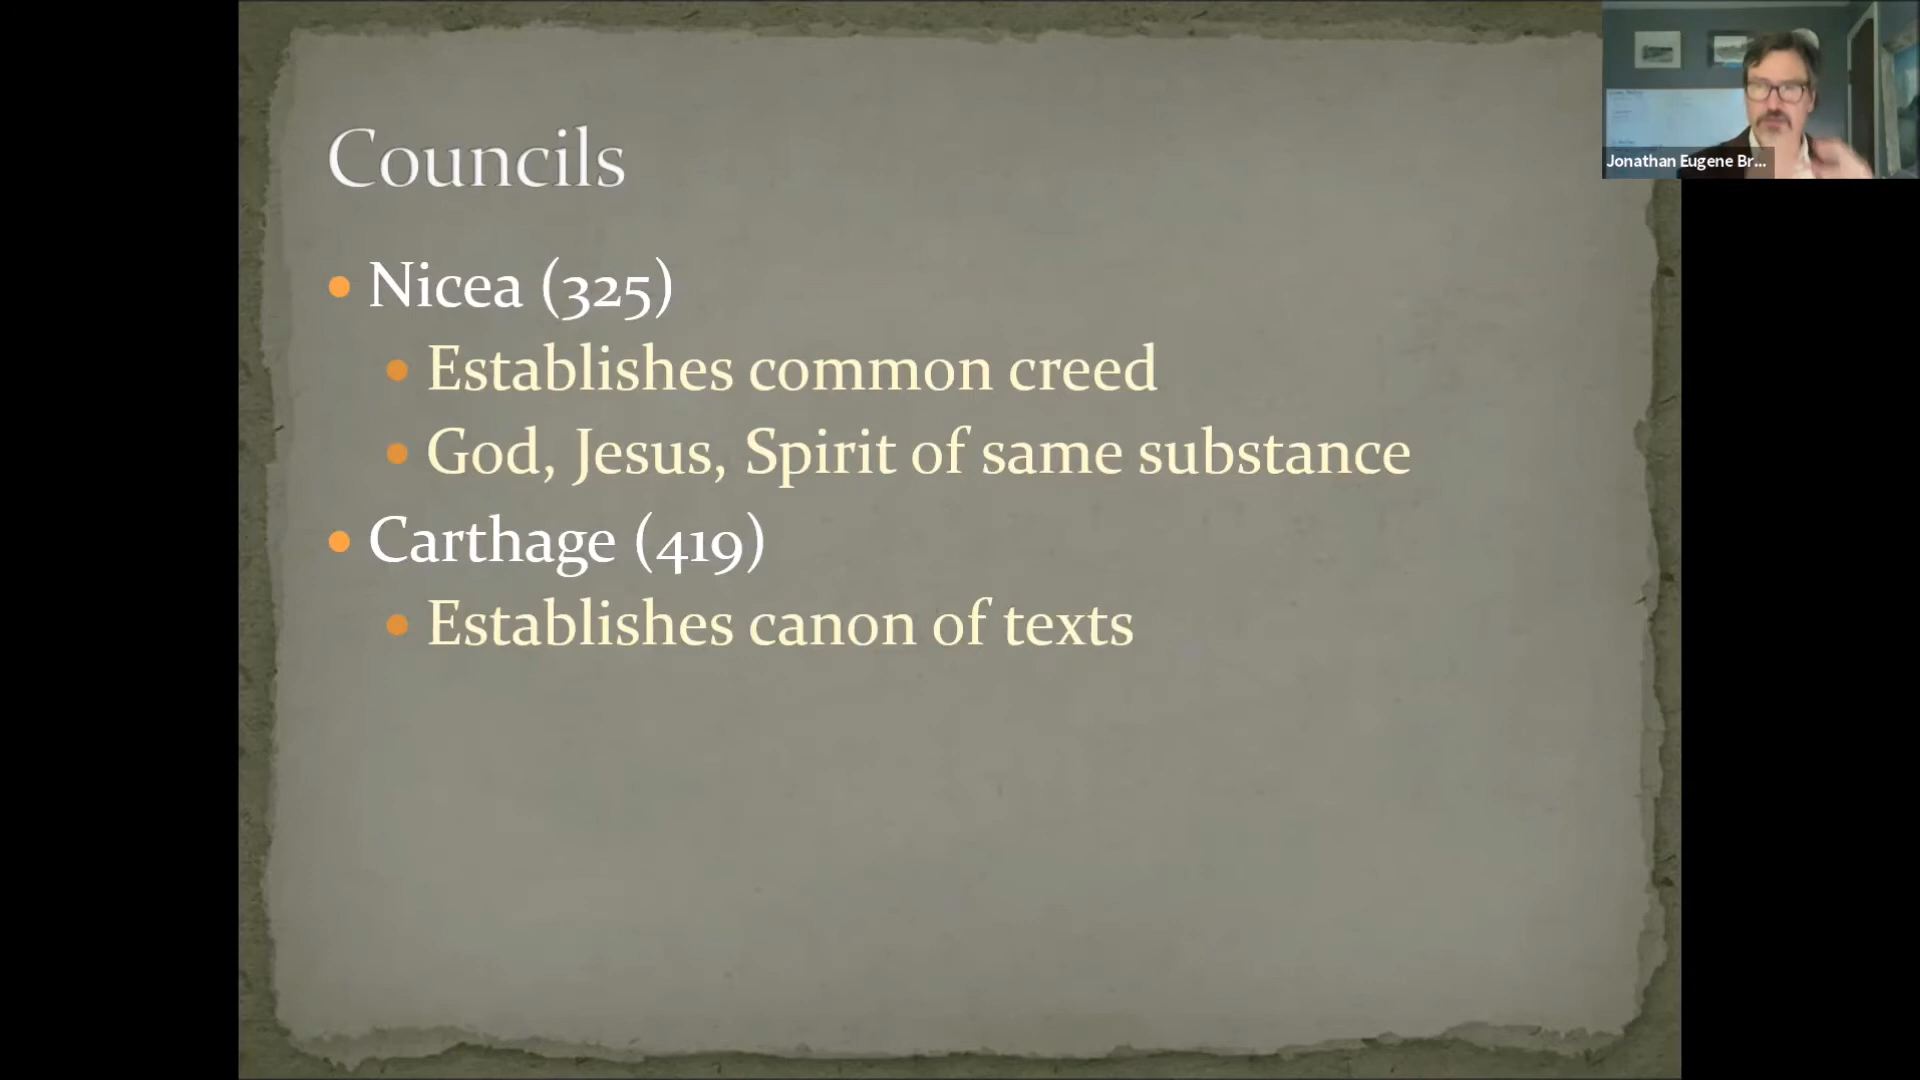 Councils
Nicea (325)
Establishes common creed
God, Jesus, Spirit of same substance
Carthage (419)
Establishes canon of texts
Jonathan Eugene Br...